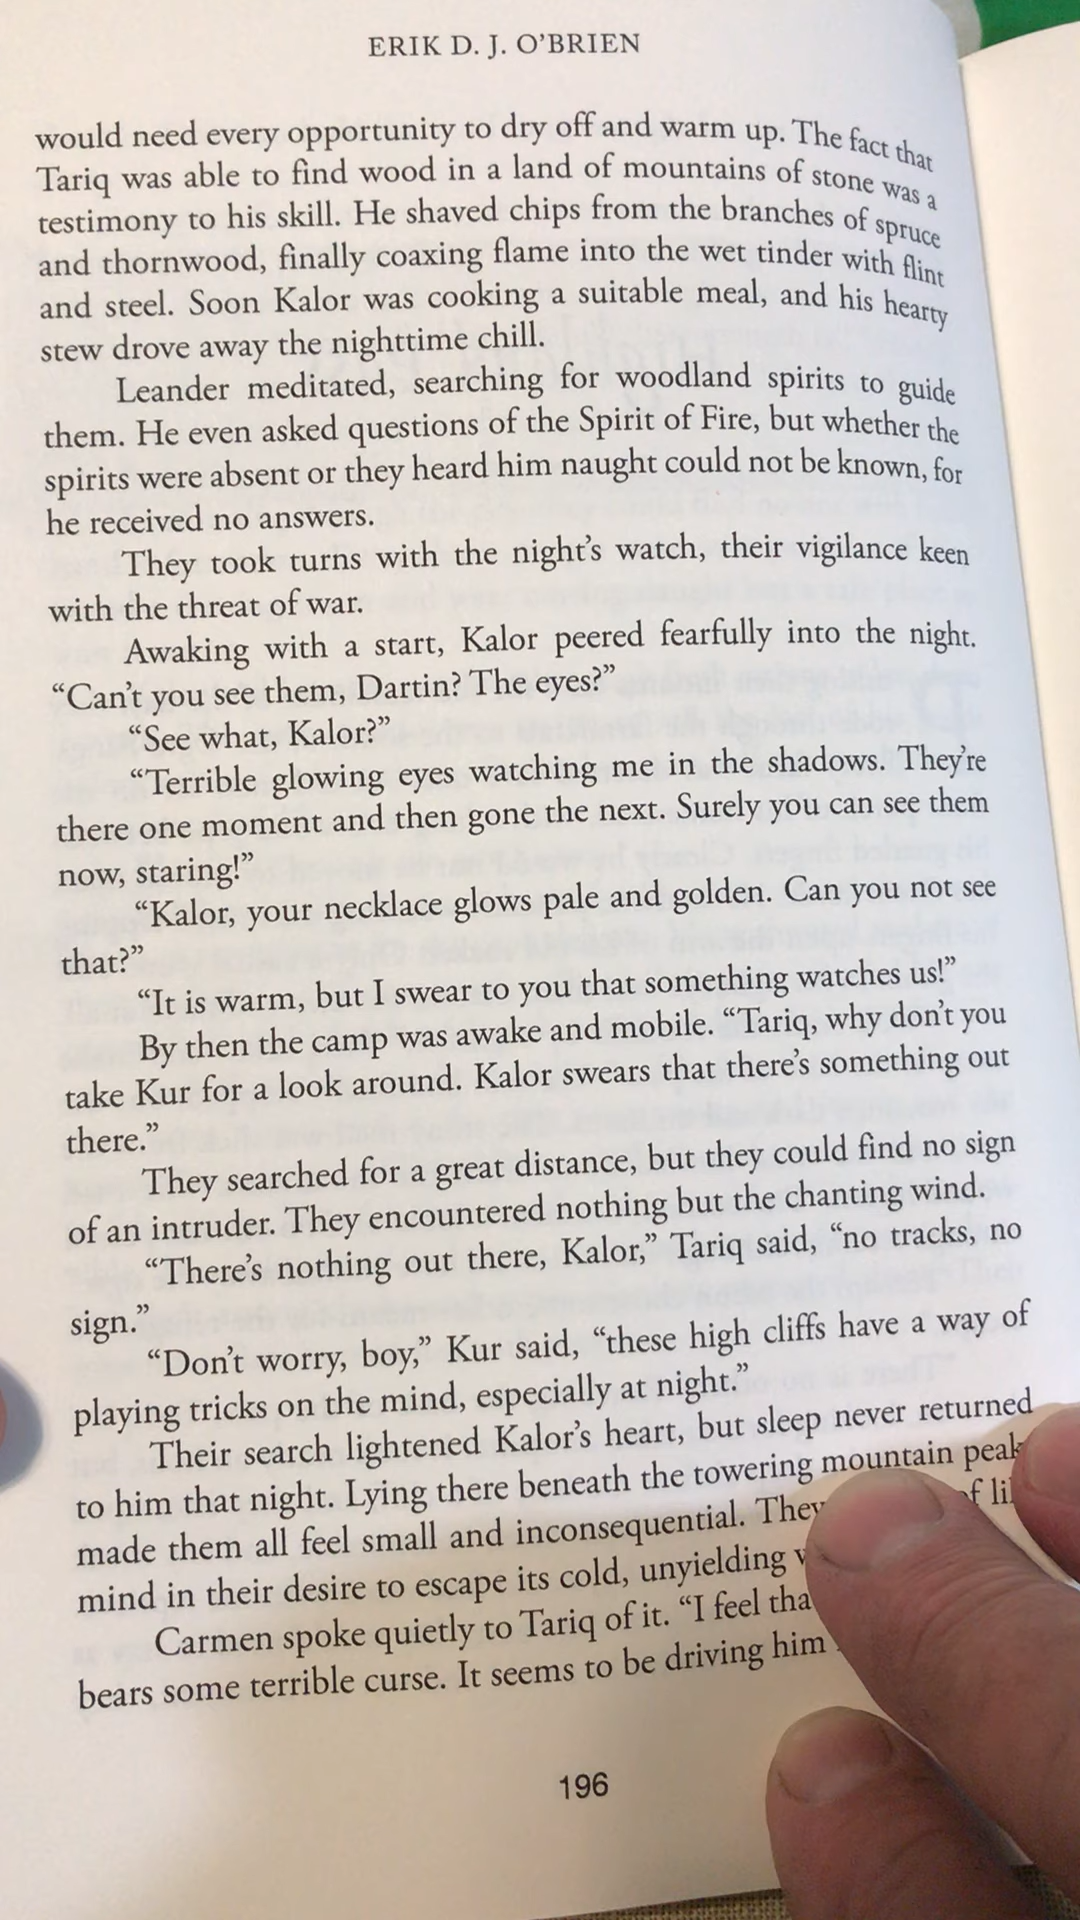 ERIK D. J. O'BRIEN
would need every opportunity to dry off and warm up. The fact that
Tariq was able to find wood in a land of mountains of stone was a
testimony to his skill. He shaved chips from the branches of spruce
and thornwood, finally coaxing flame into the wet tinder with flint
and steel. Soon Kalor was cooking a suitable meal, and his hearty
stew drove away the nighttime chill.
Leander meditated, searching for woodland spirits to guide
them. He even asked questions of the Spirit of Fire, but whether the
spirits were absent or they heard him naught could not be known, for
he received no answers.
They took turns with the night's watch, their vigilance keen
with the threat of war.
Awaking with a start, Kalor peered fearfully into the night.
“Can't you see them, Dartin? The eyes?”
“See what, Kalor?”
“Terrible glowing eyes watching me in the shadows. They're
there one moment and then gone the next. Surely you can see them
now, staring!”
“Kalor, your necklace glows pale and golden. Can you not see
that?”
“It is warm, but I swear to you that something watches us!”
By then the camp was awake and mobile. “Tariq, why don't you
take Kur for a look around. Kalor swears that there's something out
there.”
They searched for a great distance, but they could find no sign
of an intruder. They encountered nothing but the chanting wind.
“There's nothing out there, Kalor,” Tariq said, “no tracks, no
sign.”
“Don't worry, boy,” Kur said, “these high cliffs have a way of
playing tricks on the mind, especially at night.”
Their search lightened Kalor's heart, but sleep never returned
to him that night. Lying there beneath the towering mountain
made them all feel small and inconsequential. They
mind in their desire to escape its cold, unyielding
Carmen spoke quietly to Tariq of it. “I feel
bears some terrible curse. It seems to be driving him
196